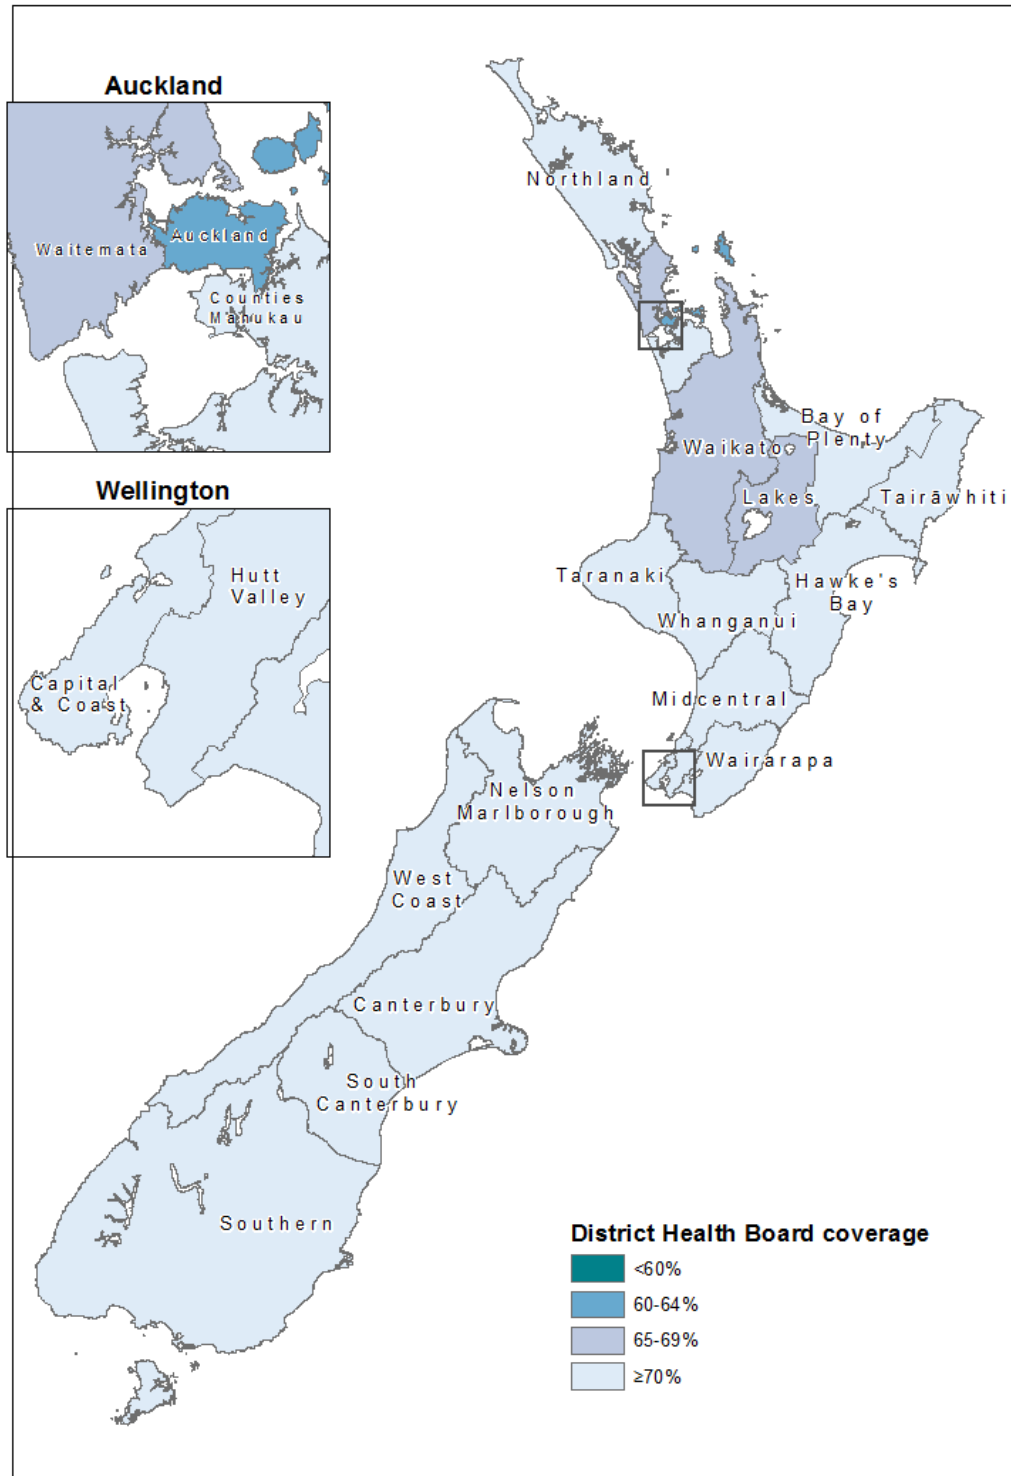 Auckland
Waitemata
Auckland
Counties
Manukau
Wellington
Hutt
Valley
Capital
& Coast
Northland
Bay of
Plenty
Waikato
Lakes
Tairāwhiti
Taranaki
Hawke's
Bay
Whanganui
Midcentral
Wairarapa
Nelson
Marlborough
West
Coast
Canterbury
South
Canterbury
Southern
District Health Board coverage
<60%
60-64%
65-69%
≥70%